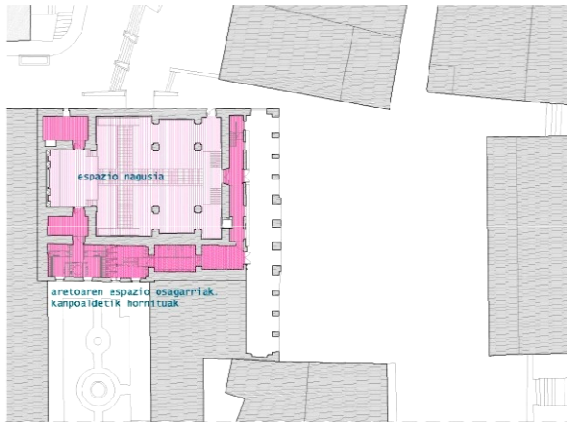 espazio nagusia
aretoaren espazio osagarriak.
kanpoaldetik hornituak